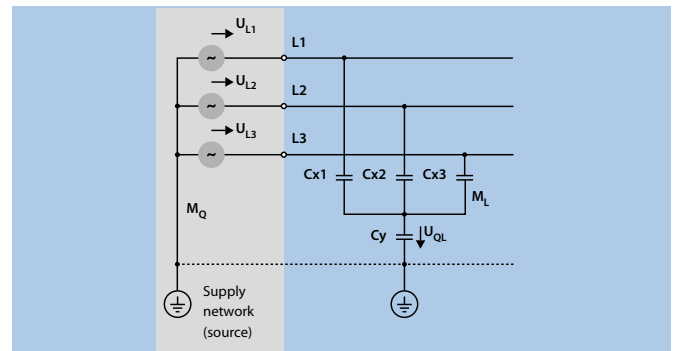 U_L1
L1
~
U_L2
L2
~
U_L3
L3
~
Cx1
Cx2
Cx3
M_Q
M_L
Cy
U_QL
Supply
network
(source)